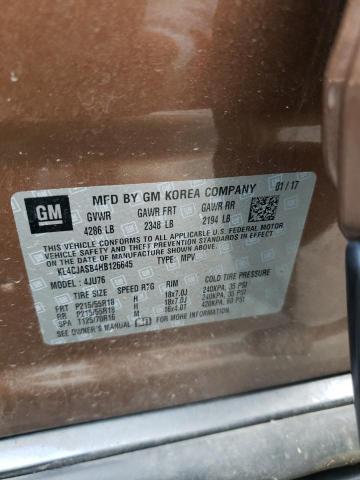 GM
MFD BY GM KOREA COMPANY 01/17
GVWR GAWR FRT GAWR RR
4286 LB 2348 LB 2194 LB
THIS VEHICLE CONFORMS TO ALL APPLICABLE U.S. FEDERAL MOTOR
VEHICLE SAFETY AND THEFT PREVENTION STANDARDS IN EFFECT ON
THE DATE OF MANUFACTURE SHOWN ABOVE.
KL4CJASB4HB126645 TYPE: MPV
MODEL: 4JU76
TIRE SIZE SPEED RTG RIM COLD TIRE PRESSURE
FRT P215/55R18 H 18x7.0J 240KPA, 35 PSI
RR P215/55R18 H 18x7.0J 240KPA, 35 PSI
SPA T125/70R16 M 16x4.0T 420KPA, 60 PSI
SEE OWNER'S MANUAL